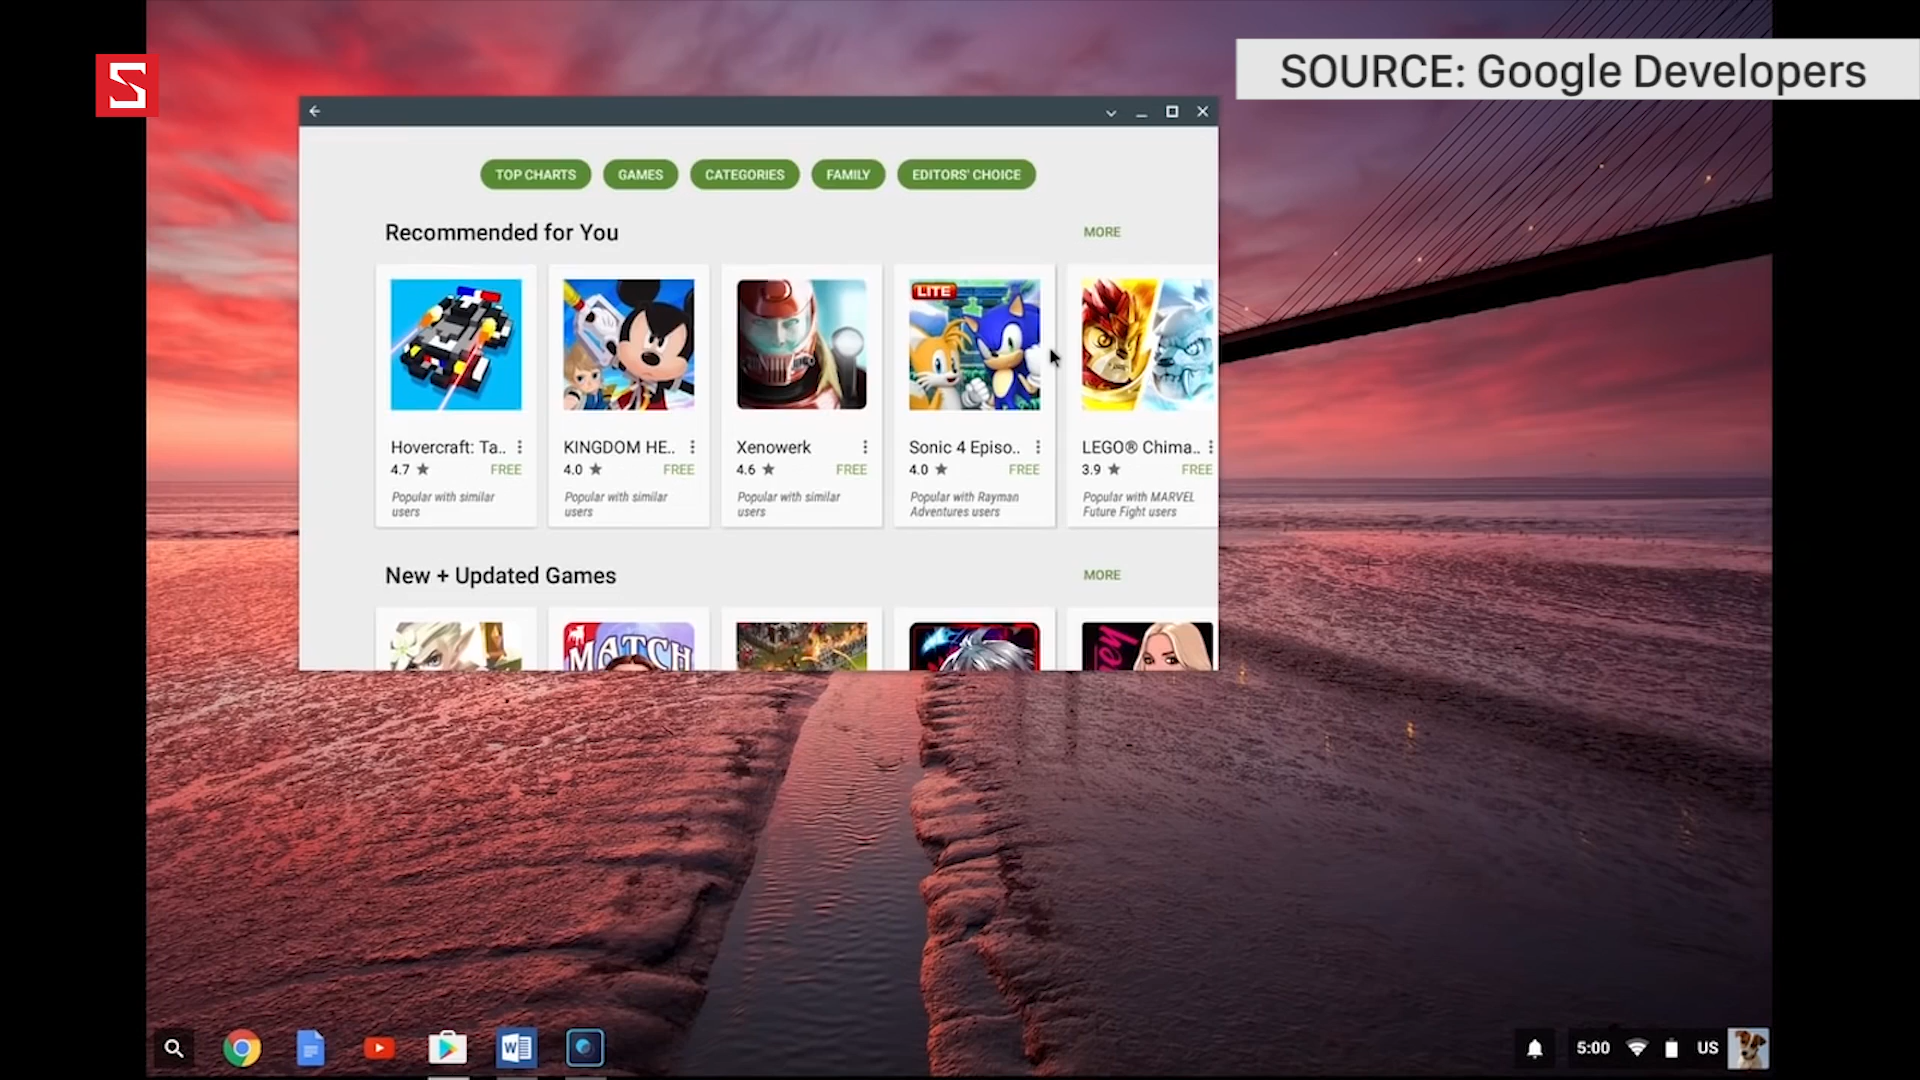 SOURCE: Google Developers
TOP CHARTS
GAMES
CATEGORIES
FAMILY
EDITORS' CHOICE
Recommended for You
MORE
LITE
Hovercraft: Ta..
4.7 ★ FREE
Popular with similar
users
KINGDOM HE..
4.0 ★ FREE
Popular with similar
users
Xenowerk
4.6 ★ FREE
Popular with similar
users
Sonic 4 Episo..
4.0 ★ FREE
Popular with Rayman
Adventures users
LEGO® Chima..
3.9 ★ FREE
Popular with MARVEL
Future Fight users
New + Updated Games
MORE
MATCH
W
5:00
US